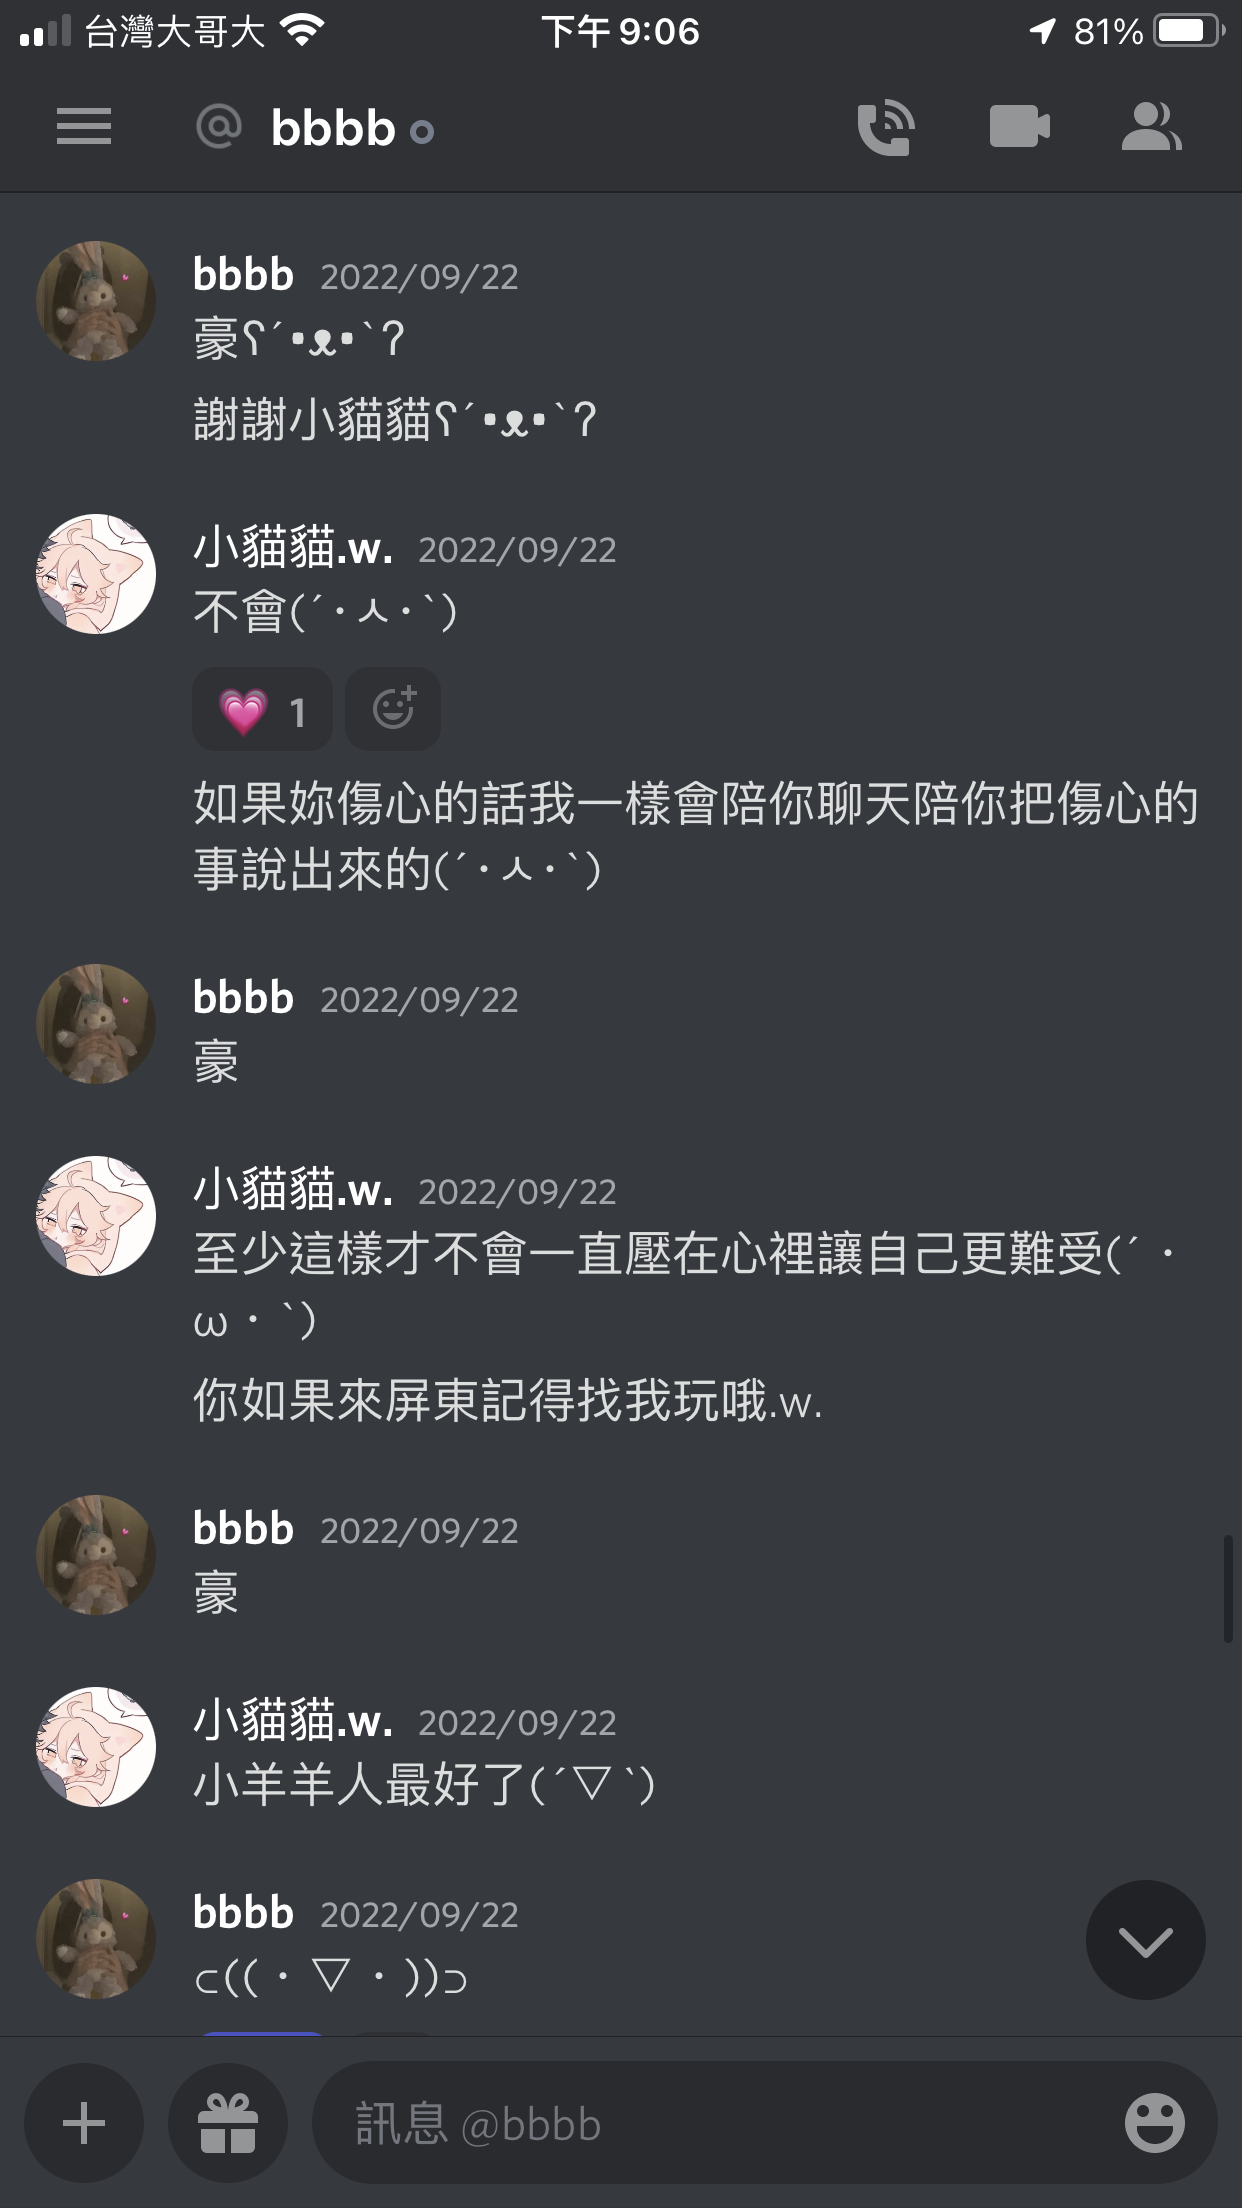 台灣大哥大 下午 9:06 81%
@ bbbb
bbbb 2022/09/22
豪ʕ´•ᴥ•`ʔ
謝謝小貓貓ʕ´•ᴥ•`ʔ
小貓貓.w. 2022/09/22
不會(´･ㅅ･`)
💗 1
如果妳傷心的話我一樣會陪你聊天陪你把傷心的
事說出來的(´･ㅅ･`)
bbbb 2022/09/22
豪
小貓貓.w. 2022/09/22
至少這樣才不會一直壓在心裡讓自己更難受(´・
ω・`)
你如果來屏東記得找我玩哦.w.
bbbb 2022/09/22
豪
小貓貓.w. 2022/09/22
小羊羊人最好了(´▽`)
bbbb 2022/09/22
⊂((・▽・))⊃
訊息 @bbbb